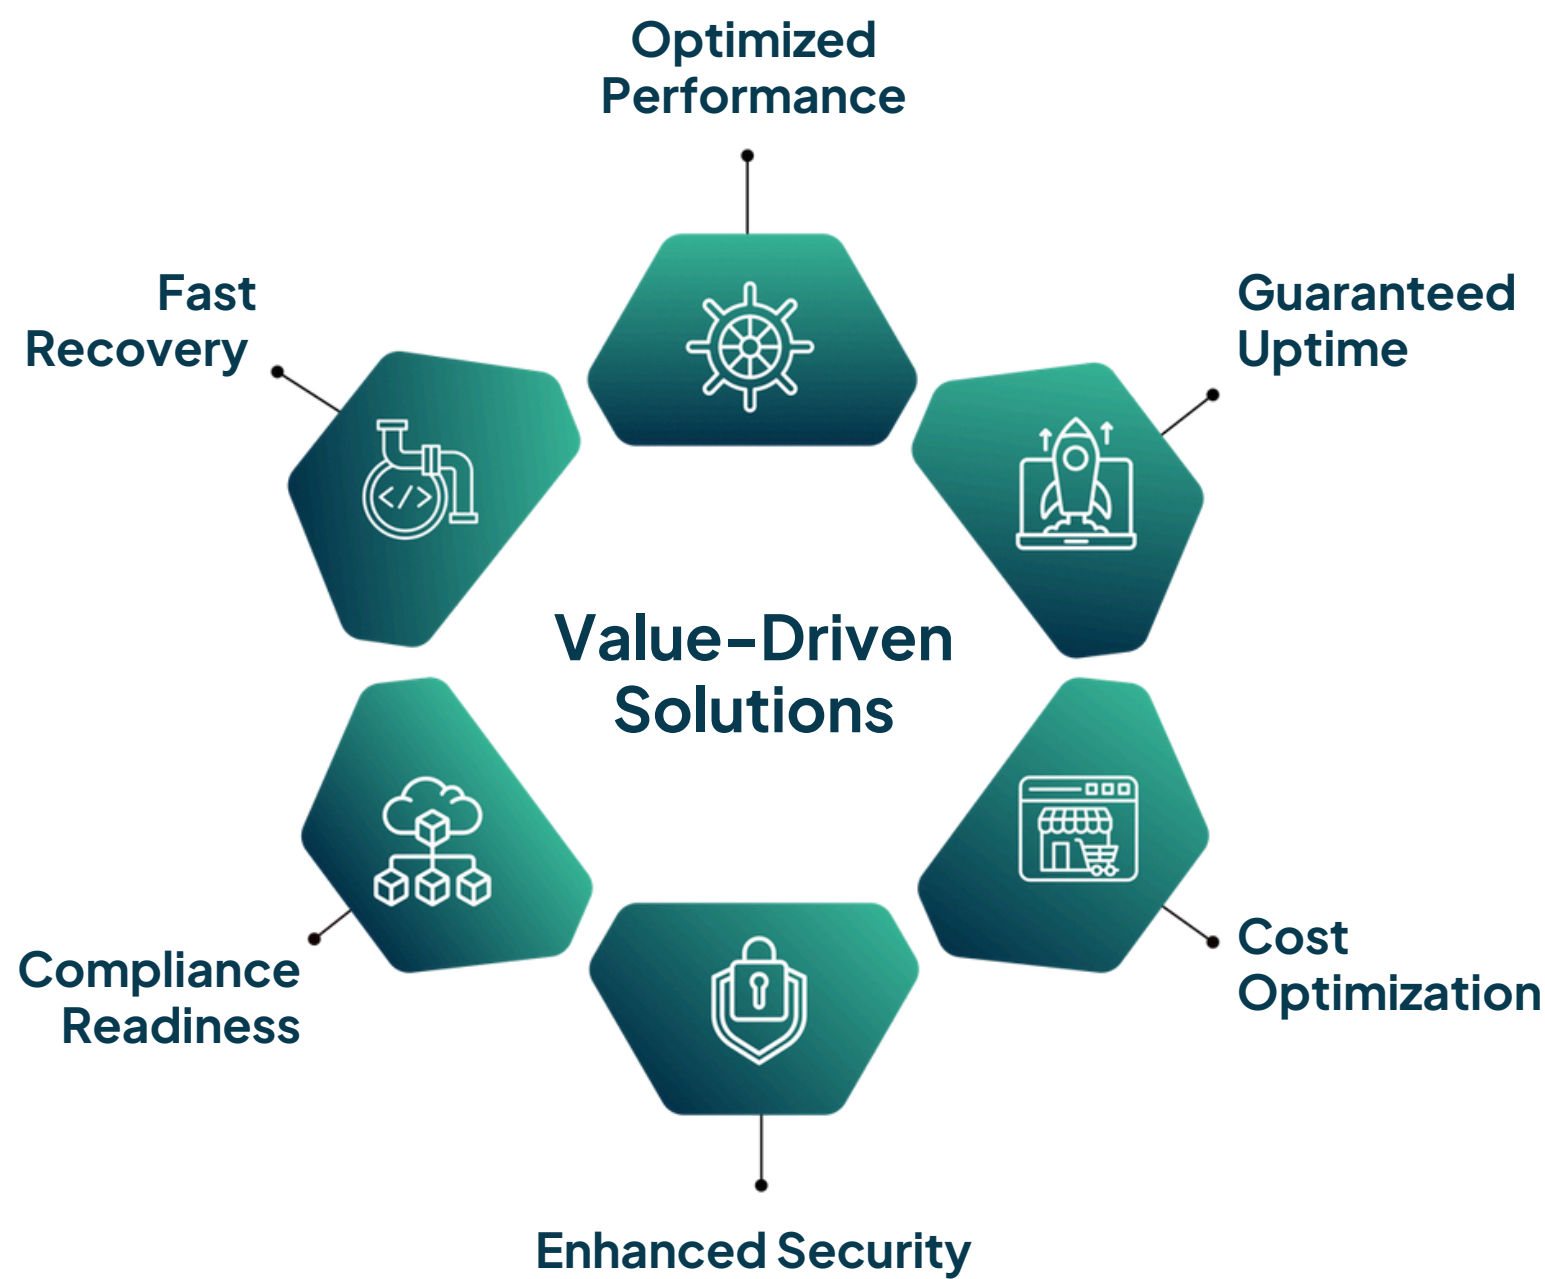 Optimized
Performance
Fast
Recovery
Guaranteed
Uptime
</>
Value-Driven
Solutions
Compliance
Readiness
Cost
Optimization
Enhanced Security